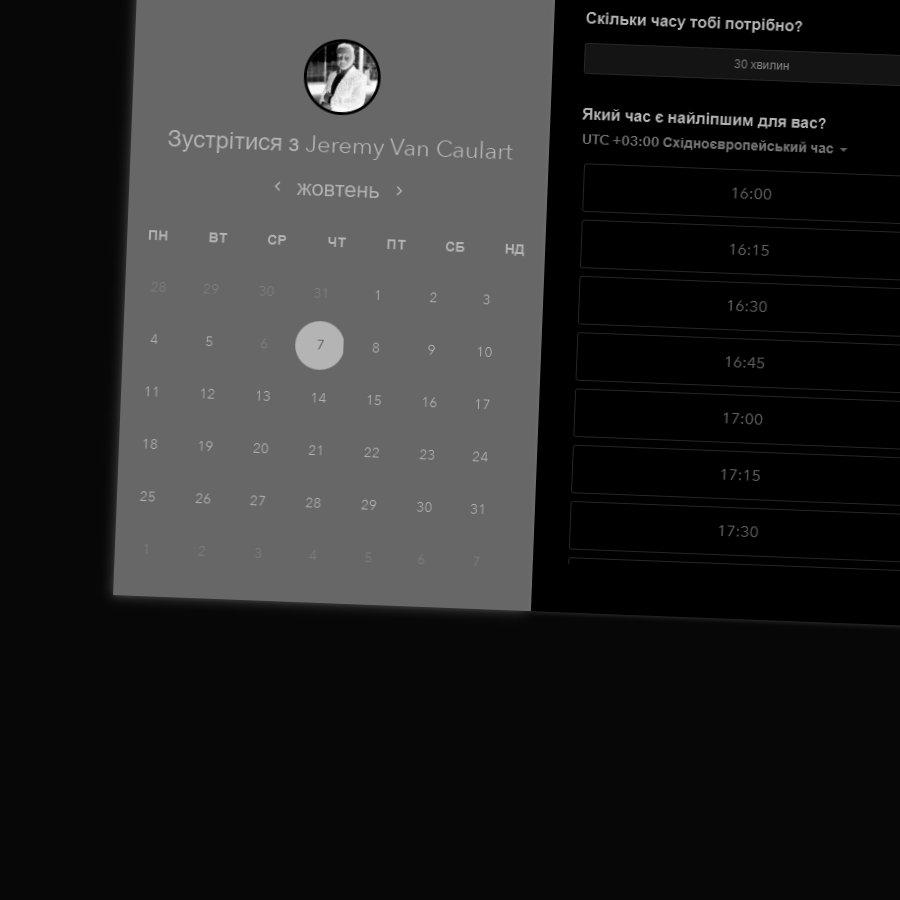 Зустрітися з Jeremy Van Caulart
‹ жовтень ›
ПН ВТ СР ЧТ ПТ СБ НД
28 29 30 31 1 2 3
4 5 6 7 8 9 10
11 12 13 14 15 16 17
18 19 20 21 22 23 24
25 26 27 28 29 30 31
1 2 3 4 5 6 7
Скільки часу тобі потрібно?
30 хвилин
Який час є найліпшим для вас?
UTC +03:00 Східноєвропейський час
16:00
16:15
16:30
16:45
17:00
17:15
17:30